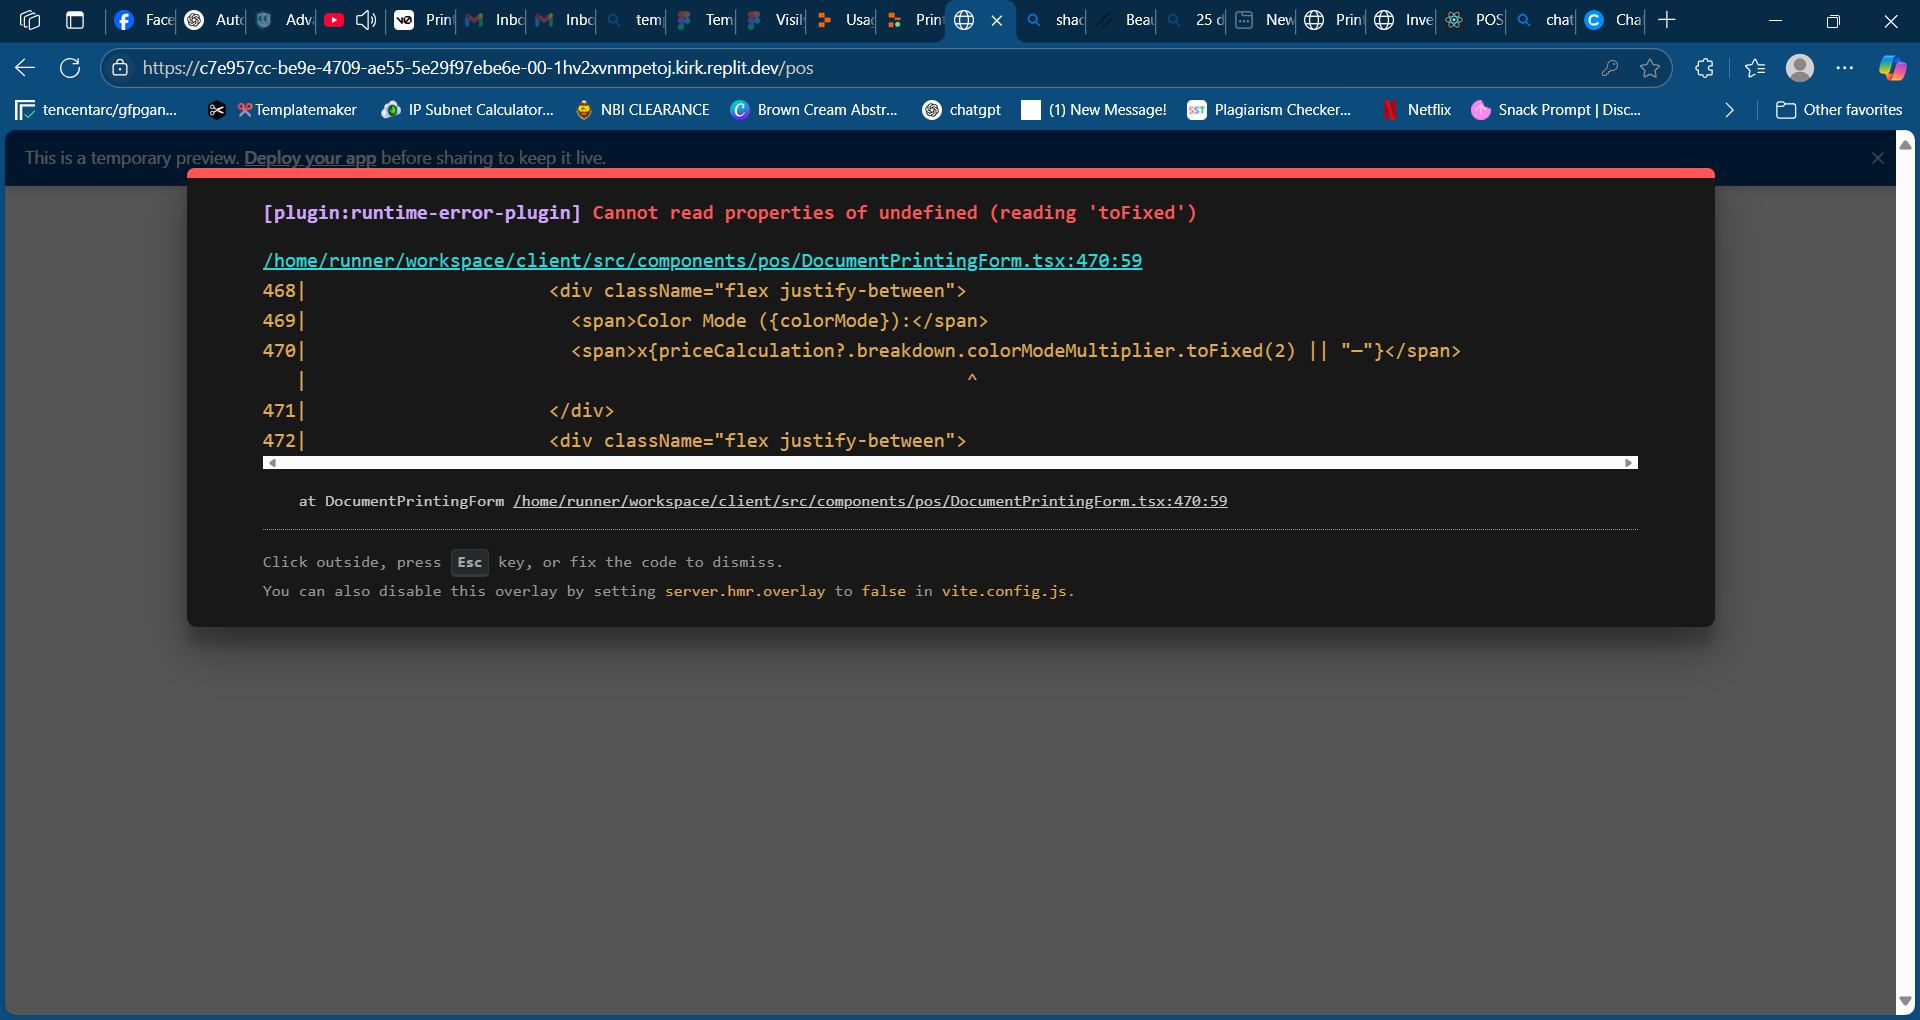 Face
Aut
Adv
Prin
Inbo
Inbo
tem
Tem
Visil
Usa
Prin
shac
Bea
25 d
New
Prin
Inve
POS
chat
Cha
https://c7e957cc-be9e-4709-ae55-5e29f97ebe6e-00-1hv2xvnmpetoj.kirk.replit.dev/pos
tencentarc/gfpgan...
Templatemaker
IP Subnet Calculator...
NBI CLEARANCE
Brown Cream Abstr...
chatgpt
(1) New Message!
SST
Plagiarism Checker...
Netflix
Snack Prompt | Disc...
Other favorites
This is a temporary preview. Deploy your app before sharing to keep it live.
[plugin:runtime-error-plugin] Cannot read properties of undefined (reading 'toFixed')
/home/runner/workspace/client/src/components/pos/DocumentPrintingForm.tsx:470:59
468| <div className="flex justify-between">
469| <span>Color Mode ({colorMode}):</span>
470| <span>x{priceCalculation?.breakdown.colorModeMultiplier.toFixed(2) || "—"}</span>
| ^
471| </div>
472| <div className="flex justify-between">
at DocumentPrintingForm /home/runner/workspace/client/src/components/pos/DocumentPrintingForm.tsx:470:59
Click outside, press Esc key, or fix the code to dismiss.
You can also disable this overlay by setting server.hmr.overlay to false in vite.config.js.